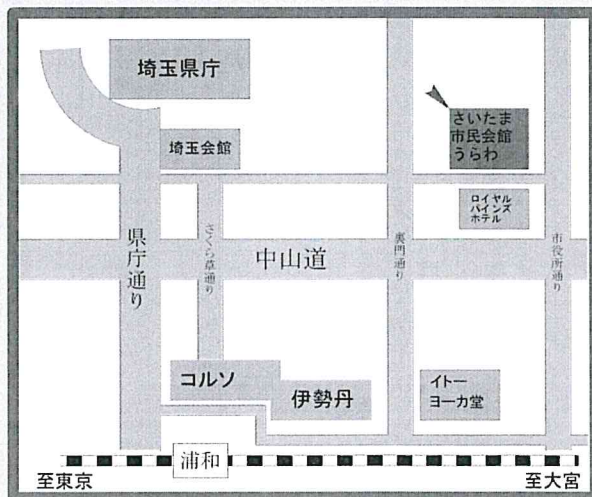 埼玉県庁
さいたま
市民会館
うらわ
埼玉会館
ロイヤル
パインズ
ホテル
県庁通り
さくら草通り
中山道
裏門通り
市役所通り
コルソ
伊勢丹
イトー
ヨーカ堂
浦和
至東京
至大宮